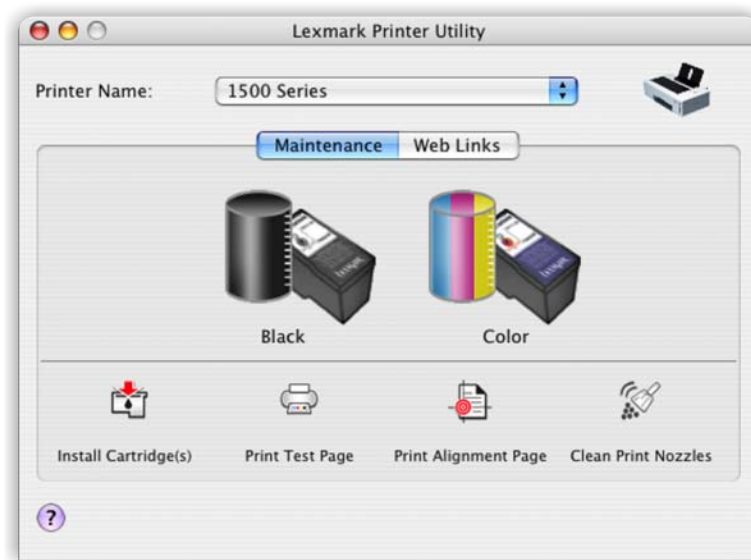 Lexmark Printer Utility
Printer Name:
1500 Series
Maintenance
Web Links
Black
Color
Install Cartridge(s)
Print Test Page
Print Alignment Page
Clean Print Nozzles
?